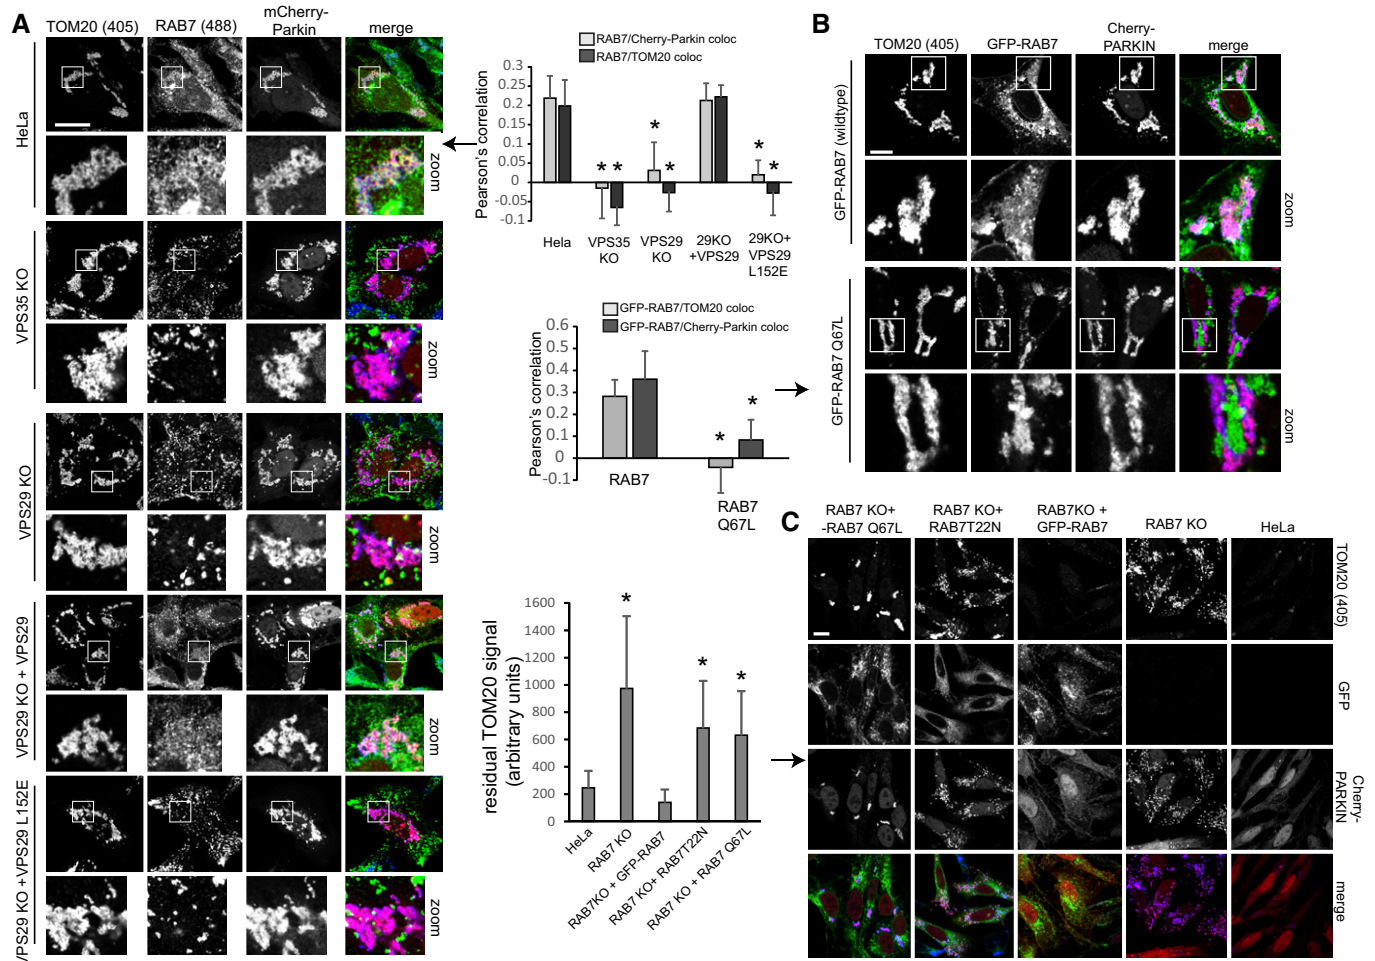 A
TOM20 (405)
RAB7 (488)
mCherry-
Parkin
merge
HeLa
zoom
VPS35 KO
zoom
VPS29 KO
zoom
VPS29 KO + VPS29
zoom
VPS29 KO +VPS29 L152E
zoom
RAB7/Cherry-Parkin coloc
RAB7/TOM20 coloc
Pearson's correlation
0.3
0.2
0.1
0.1
0.05
0
-0.05
-0.1
* *
*
*
*
*
Hela
VPS35
KO
VPS29
KO
29KO
+VPS29
29KO+
VPS29
L152E
GFP-RAB7/TOM20 coloc
GFP-RAB7/Cherry-Parkin coloc
Pearson's correlation
0.6
0.5
0.4
0.3
0.2
0.1
0
-0.1
*
*
RAB7
RAB7
Q67L
residual TOM20 signal
(arbitrary units)
1600
1400
1200
1000
800
600
400
200
0
*
*
*
HeLa
RAB7 KO
RAB7KO + GFP-RAB7
RAB7 KO+ RAB7T22N
RAB7 KO + RAB7 Q67L
B
TOM20 (405)
GFP-RAB7
Cherry-
PARKIN
merge
GFP-RAB7 (wildtype)
zoom
GFP-RAB7 Q67L
zoom
C
RAB7 KO+
-RAB7 Q67L
RAB7 KO+
RAB7T22N
RAB7KO +
GFP-RAB7
RAB7 KO
HeLa
TOM20 (405)
GFP
Cherry-
PARKIN
merge